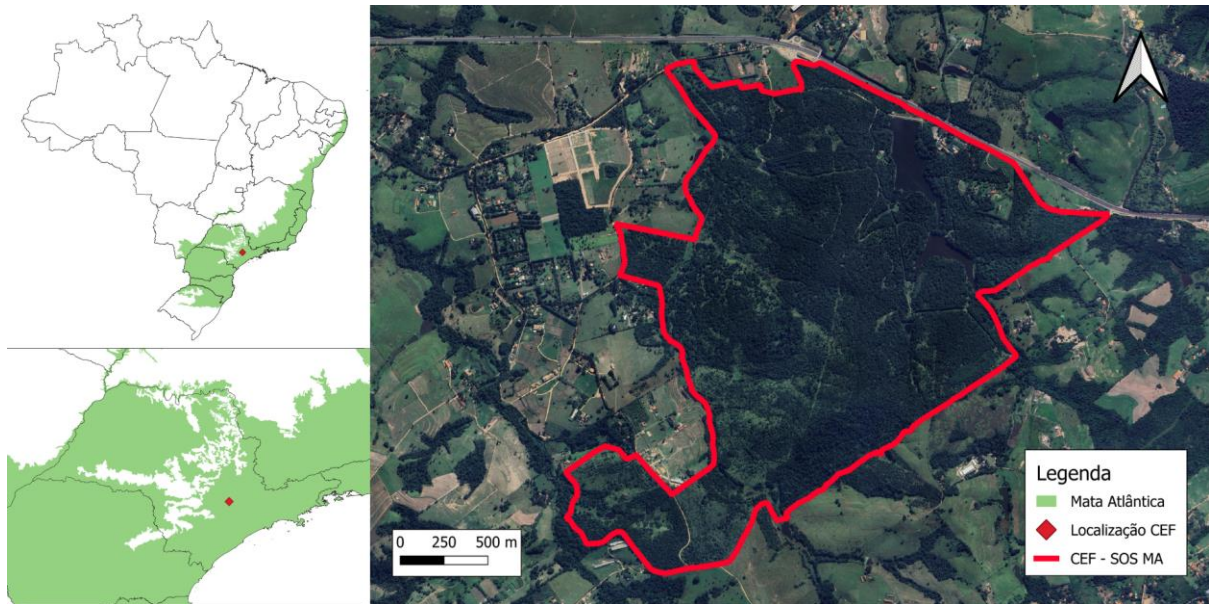 0 250 500 m
Legenda
Mata Atlântica
Localização CEF
CEF - SOS MA